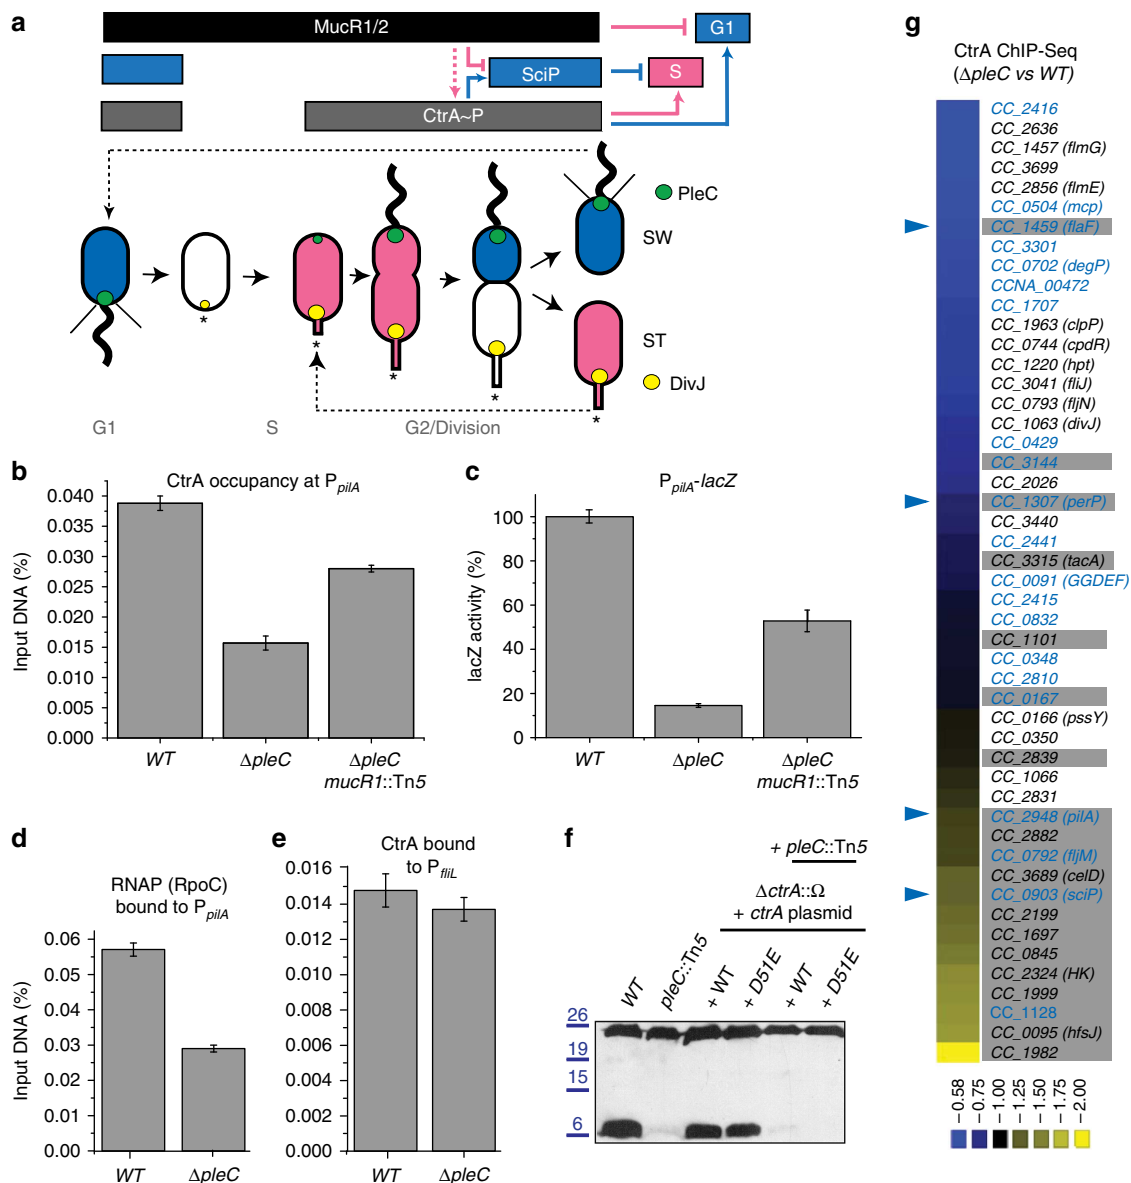 a
MucR1/2
G1
SciP
S
CtrA~P
PleC
SW
ST
DivJ
*
*
*
*
*
G1
S
G2/Division
b
CtrA occupancy at PpilA
Input DNA (%)
0.040
0.035
0.030
0.025
0.020
0.015
0.010
0.005
0.000
WT
ΔpleC
ΔpleC
mucR1::Tn5
c
PpilA-lacZ
lacZ activity (%)
100
80
60
40
20
0
WT
ΔpleC
ΔpleC
mucR1::Tn5
d
RNAP (RpoC)
bound to PpilA
Input DNA (%)
0.06
0.05
0.04
0.03
0.02
0.01
0.00
WT
ΔpleC
e
CtrA bound
to PfliL
0.016
0.014
0.012
0.010
0.008
0.006
0.004
0.002
0.000
WT
ΔpleC
f
+ pleC::Tn5
ΔctrA::Ω
+ ctrA plasmid
WT
pleC::Tn5
+ WT
+ D51E
+ WT
+ D51E
26
19
15
6
g
CtrA ChIP-Seq
(ΔpleC vs WT)
CC_2416
CC_2636
CC_1457 (flmG)
CC_3699
CC_2856 (flmE)
CC_0504 (mcp)
CC_1459 (flaF)
CC_3301
CC_0702 (degP)
CCNA_00472
CC_1707
CC_1963 (clpP)
CC_0744 (cpdR)
CC_1220 (hpt)
CC_3041 (fliJ)
CC_0793 (fljN)
CC_1063 (divJ)
CC_0429
CC_3144
CC_2026
CC_1307 (perP)
CC_3440
CC_2441
CC_3315 (tacA)
CC_0091 (GGDEF)
CC_2415
CC_0832
CC_1101
CC_0348
CC_2810
CC_0167
CC_0166 (pssY)
CC_0350
CC_2839
CC_1066
CC_2831
CC_2948 (pilA)
CC_2882
CC_0792 (fljM)
CC_3689 (celD)
CC_0903 (sciP)
CC_2199
CC_1697
CC_0845
CC_2324 (HK)
CC_1999
CC_1128
CC_0095 (hfsJ)
CC_1982
−0.58
−0.75
−1.00
−1.25
−1.50
−1.75
−2.00